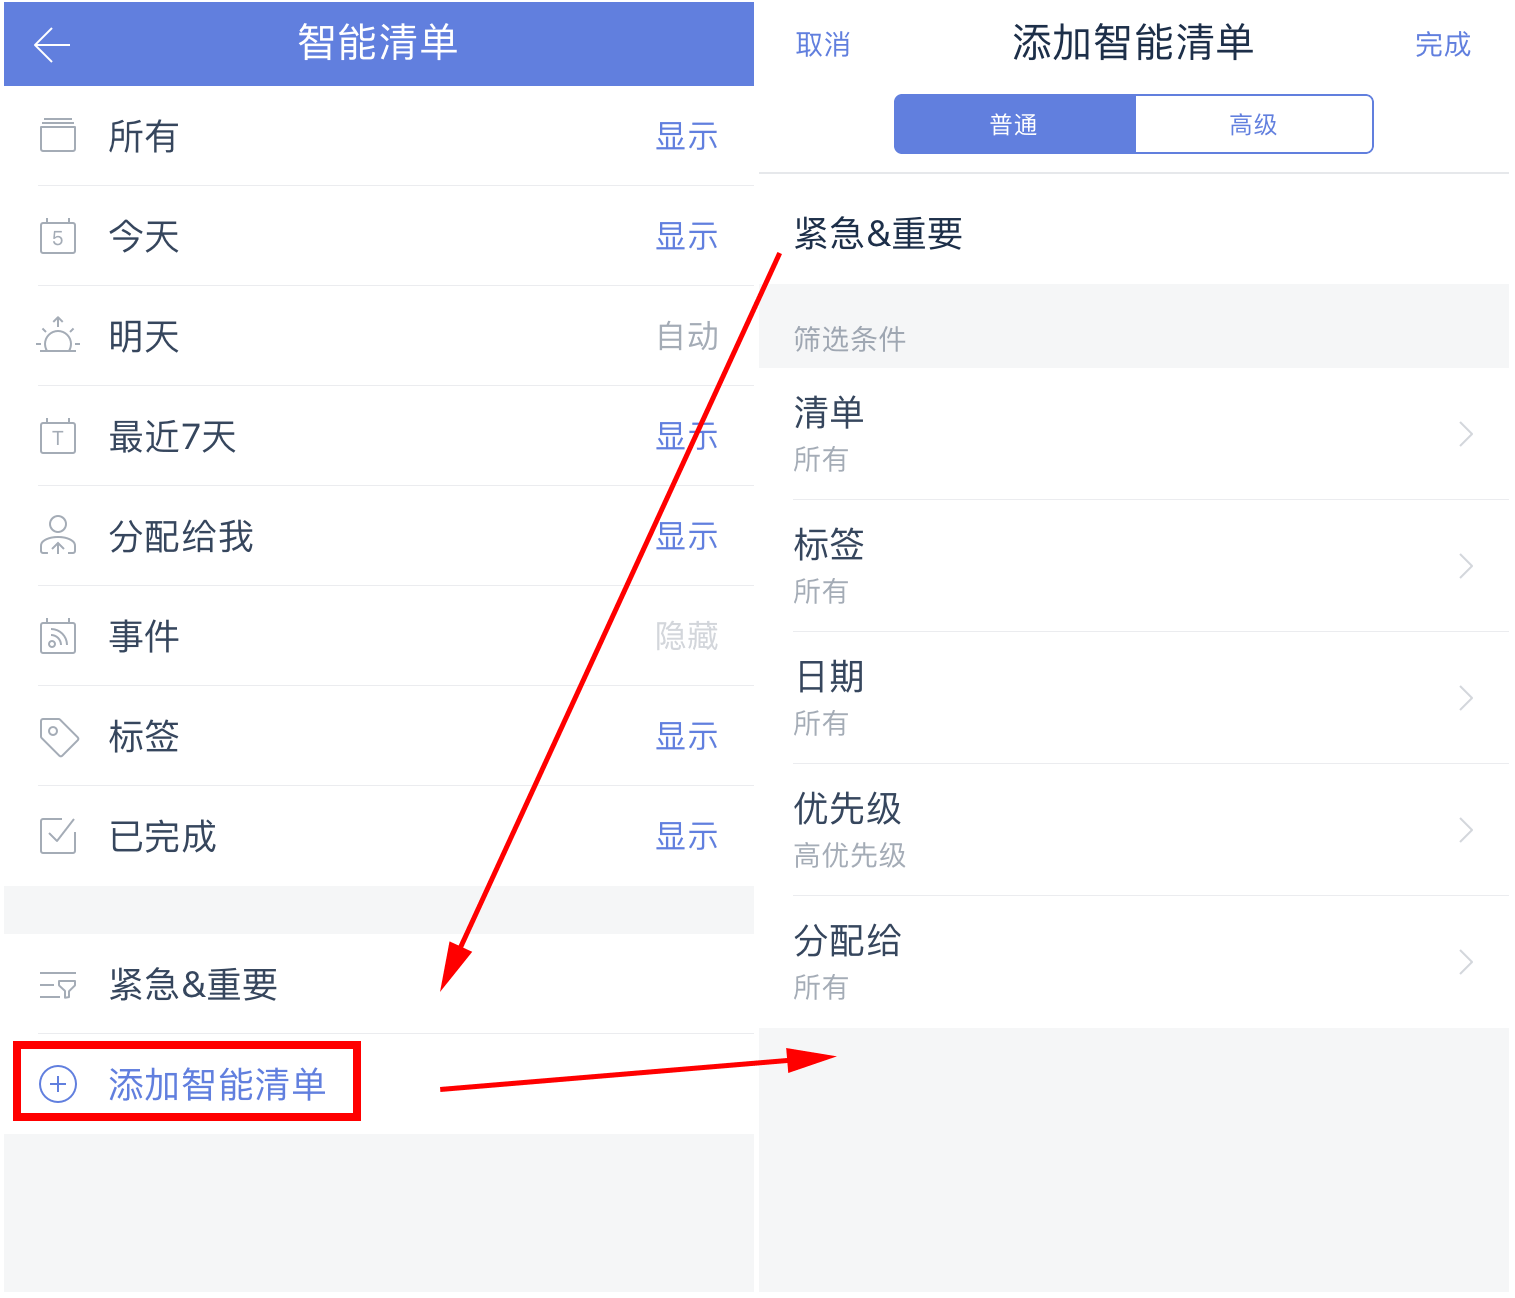 智能清单
所有 显示
5
今天 显示
明天 自动
T
最近7天 显示
分配给我 显示
事件 隐藏
标签 显示
已完成 显示
紧急&重要
添加智能清单
取消 添加智能清单 完成
普通 高级
紧急&重要
筛选条件
清单
所有
标签
所有
日期
所有
优先级
高优先级
分配给
所有